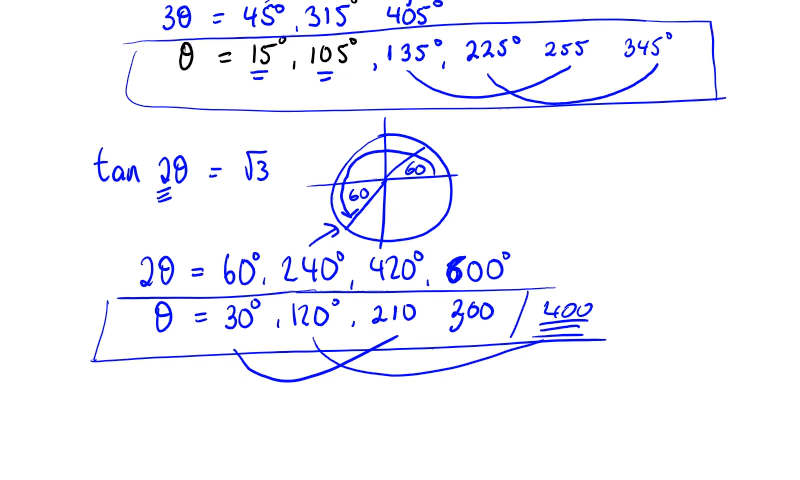 3θ = 45°, 315° 405°
θ = 15°, 105°, 135°, 225° 255 345°
tan 2θ = √3
60
60
2θ = 60°, 240°, 420°, 600°
θ = 30°, 120°, 210 300 / 400